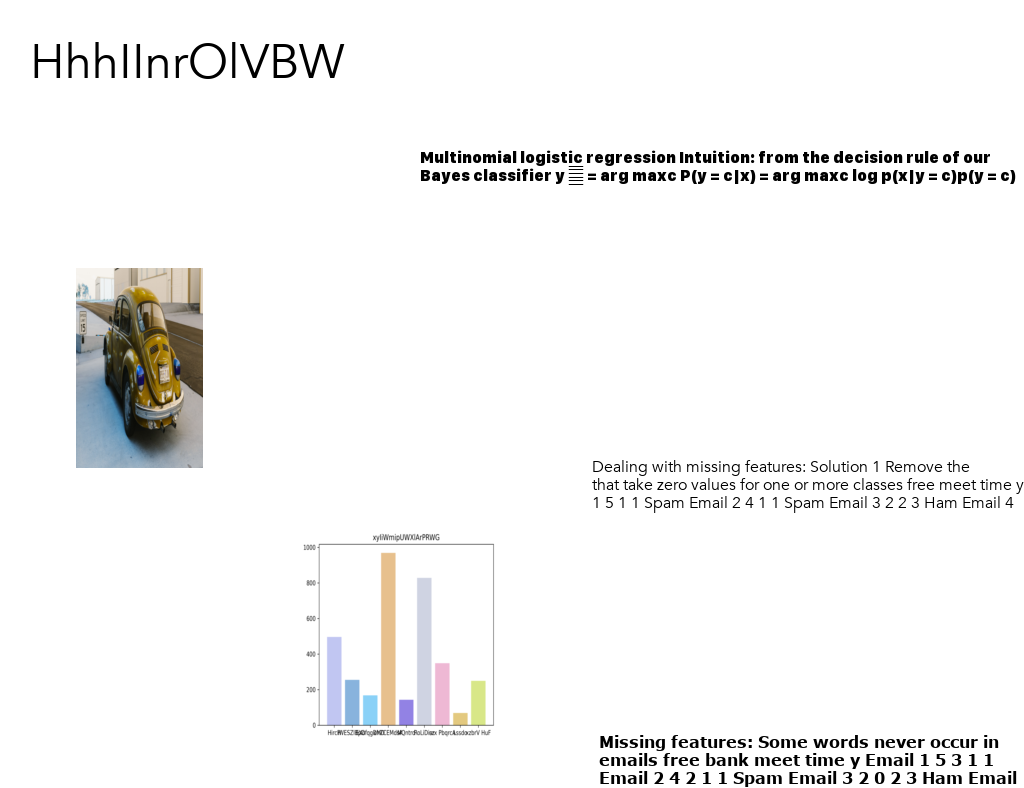 HhhIInrOlVBW
Multinomial logistic regression Intuition: from the decision rule of our
Bayes classifier y = arg maxc P(y = c|x) = arg maxc log p(x|y = c)p(y = c)
Dealing with missing features: Solution 1 Remove the
that take zero values for one or more classes free meet time y
1 5 1 1 Spam Email 2 4 1 1 Spam Email 3 2 2 3 Ham Email 4
xyliWmipUWXIArPRWG
1000
800
600
400
200
0
HuF
Missing features: Some words never occur in
emails free bank meet time y Email 1 5 3 1 1
Email 2 4 2 1 1 Spam Email 3 2 0 2 3 Ham Email